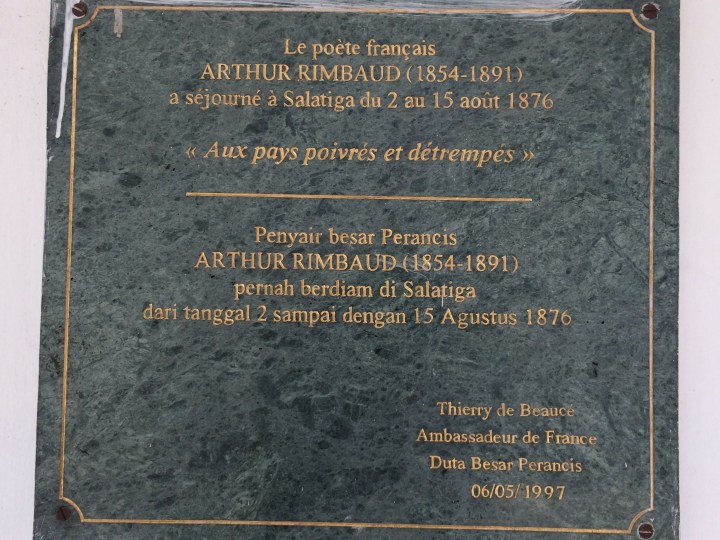 Le poète français
ARTHUR RIMBAUD (1854-1891)
a séjourné à Salatiga du 2 au 15 août 1876
« Aux pays poivrés et détrempés »
Penyair besar Perancis
ARTHUR RIMBAUD (1854-1891)
pernah berdiam di Salatiga
dari tanggal 2 sampai dengan 15 Agustus 1876
Thierry de Beaucé
Ambassadeur de France
Duta Besar Perancis
06/05/1997